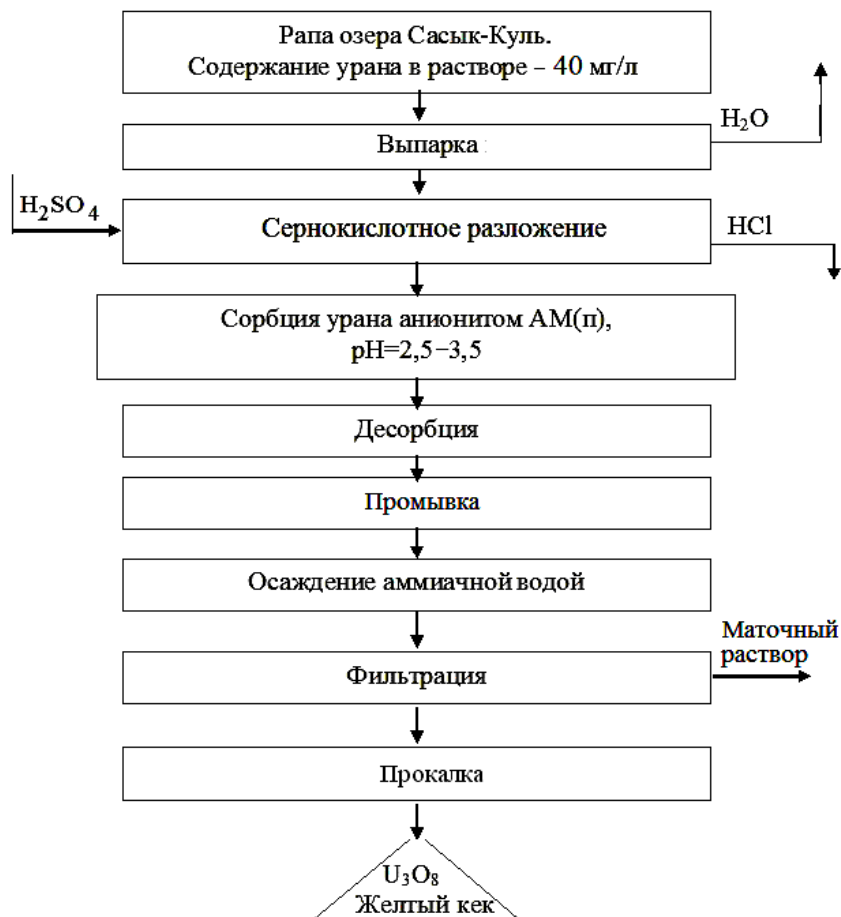 Рапа озера Сасык-Куль.
Содержание урана в растворе – 40 мг/л
H₂O
Выпарка
H₂SO₄
Сернокислотное разложение
HCl
Сорбция урана анионитом АМ(п),
pH=2,5−3,5
Десорбция
Промывка
Осаждение аммиачной водой
Маточный
раствор
Фильтрация
Прокалка
U₃O₈
Желтый кек